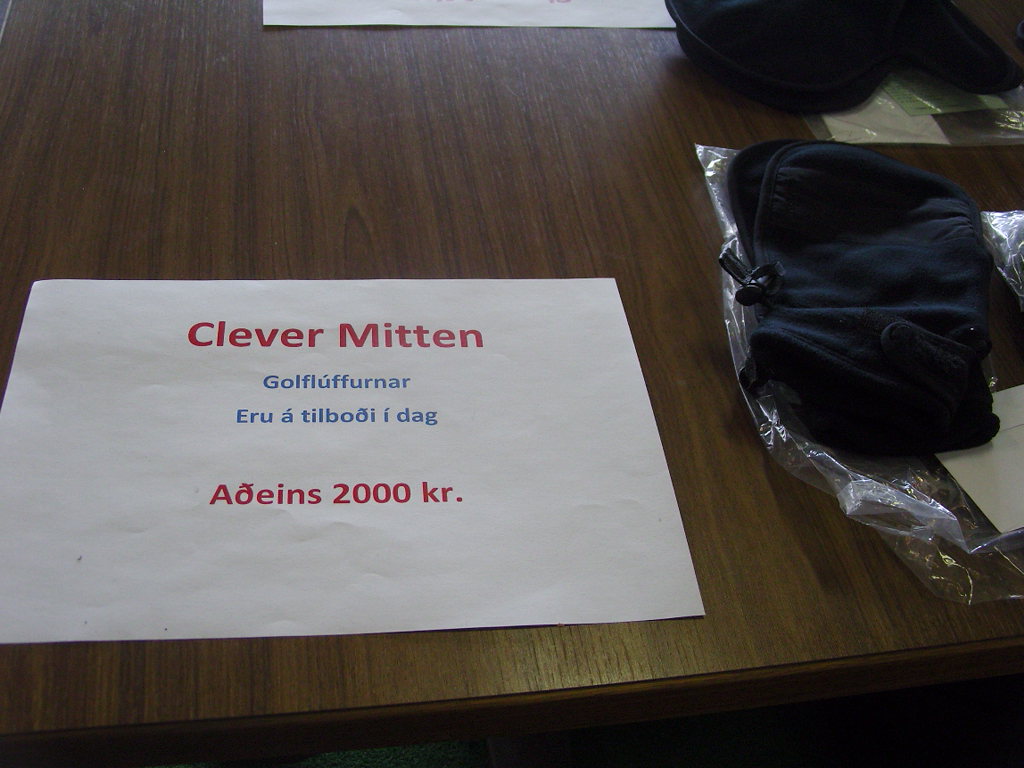 Clever Mitten
Golflúffurnar
Eru á tilboði í dag
Aðeins 2000 kr.